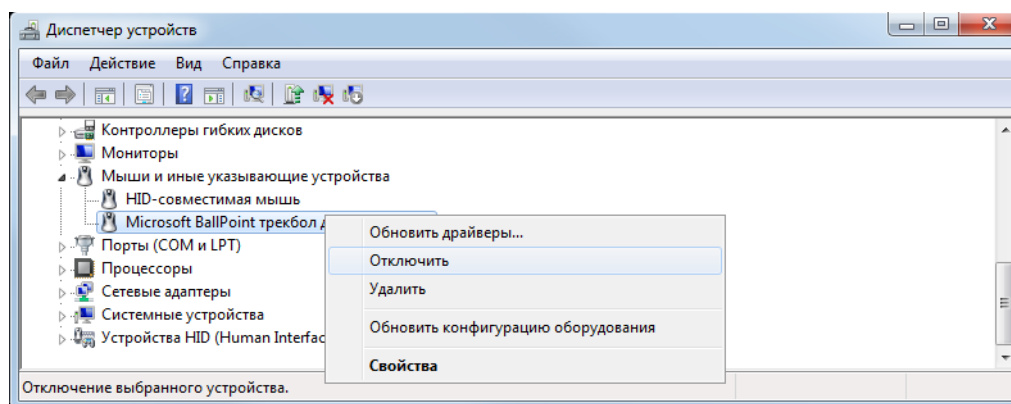 Диспетчер устройств
Файл Действие Вид Справка
Контроллеры гибких дисков
Мониторы
Мыши и иные указывающие устройства
HID-совместимая мышь
Microsoft BallPoint трекбол
Порты (COM и LPT)
Процессоры
Сетевые адаптеры
Системные устройства
Устройства HID (Human Interfac
Обновить драйверы...
Отключить
Удалить
Обновить конфигурацию оборудования
Свойства
Отключение выбранного устройства.